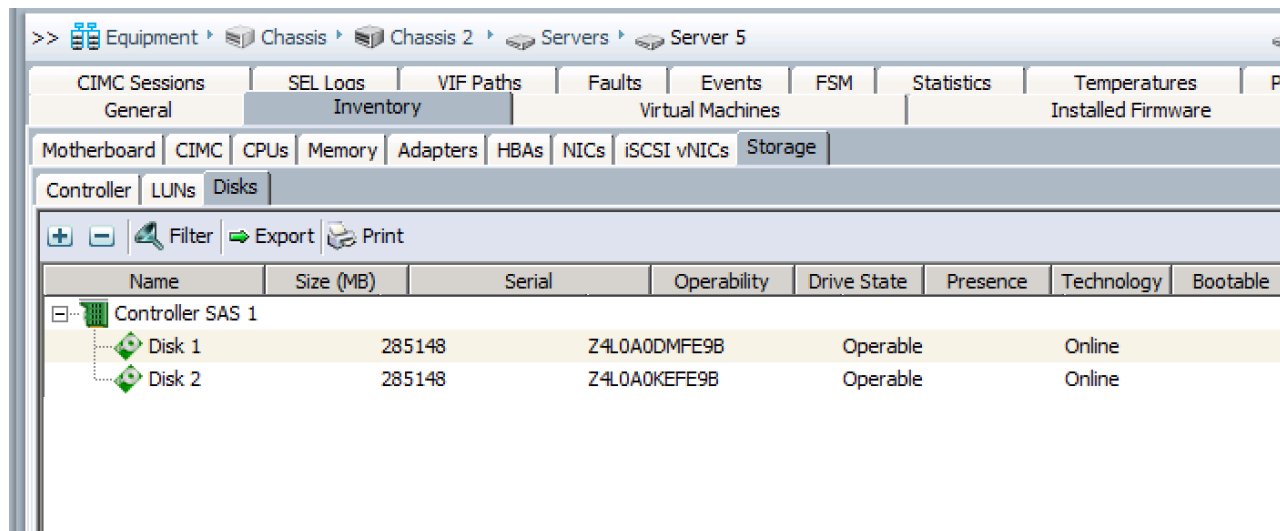 >> Equipment Chassis Chassis 2 Servers Server 5
CIMC Sessions SEL Logs VIF Paths Faults Events FSM Statistics Temperatures
General Inventory Virtual Machines Installed Firmware
Motherboard CIMC CPUs Memory Adapters HBAs NICs iSCSI vNICs Storage
Controller LUNs Disks
Filter Export Print
Name Size (MB) Serial Operability Drive State Presence Technology Bootable
Controller SAS 1
Disk 1 285148 Z4L0A0DMFE9B Operable Online
Disk 2 285148 Z4L0A0KEFE9B Operable Online